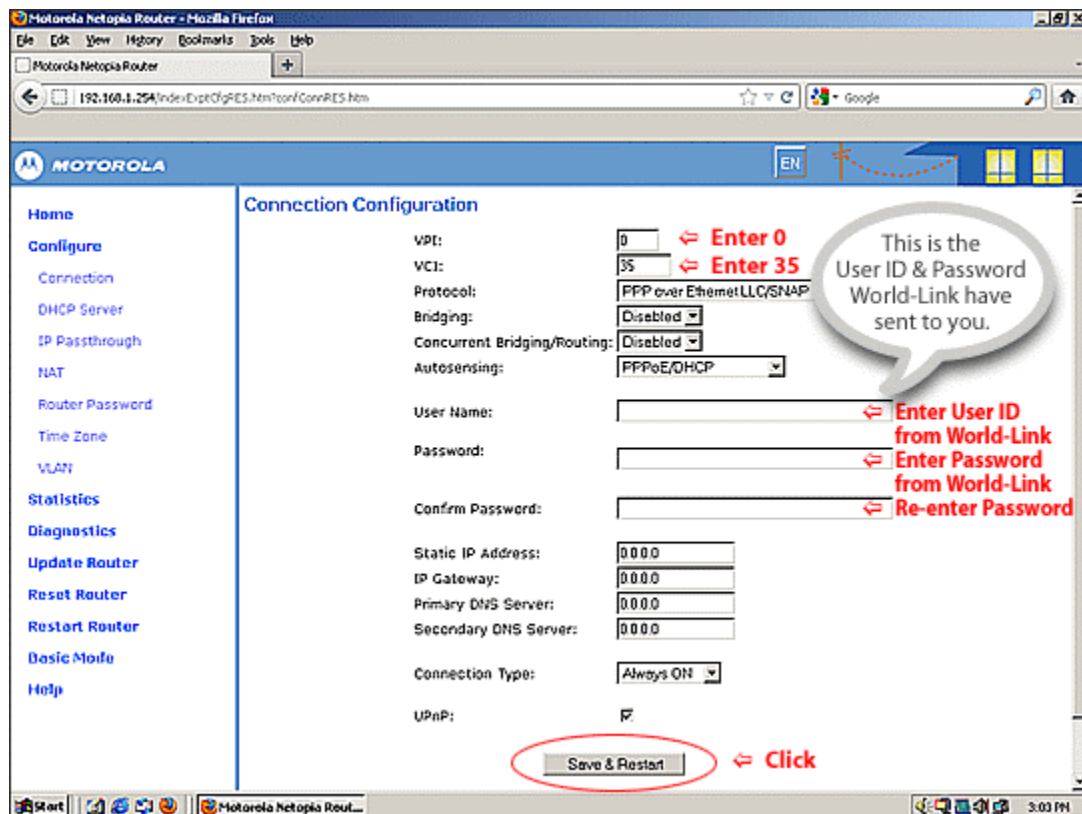 Motorola Netopia Router - Mozilla Firefox
File Edit View History Bookmarks Tools Help
Motorola Netopia Router
192.168.1.254/IndexExptCfgRES.htm?conf/ConnRES.htm
Google
MOTOROLA
EN
Home
Configure
Connection
DHCP Server
IP Passthrough
NAT
Router Password
Time Zone
VLAN
Statistics
Diagnostics
Update Router
Reset Router
Restart Router
Basic Mode
Help
Connection Configuration
VPI: 0 Enter 0
VCI: 35 Enter 35
Protocol: PPP over Ethernet LLC/SNAP
Bridging: Disabled
Concurrent Bridging/Routing: Disabled
Autosensing: PPPoE/DHCP
This is the
User ID & Password
World-Link have
sent to you.
User Name: Enter User ID
from World-Link
Password: Enter Password
from World-Link
Confirm Password: Re-enter Password
Static IP Address: 0.0.0.0
IP Gateway: 0.0.0.0
Primary DNS Server: 0.0.0.0
Secondary DNS Server: 0.0.0.0
Connection Type: Always ON
UPnP:
Save & Restart Click
Start
Motorola Netopia Rout...
3:03 PM